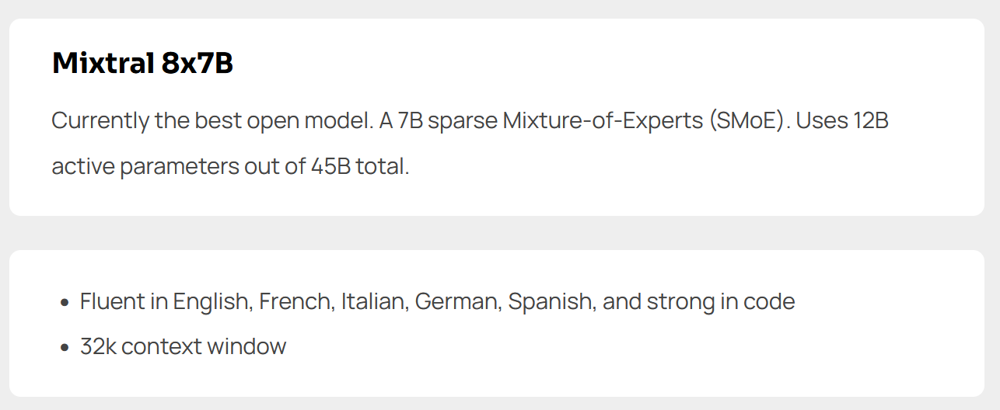 Mixtral 8x7B
Currently the best open model. A 7B sparse Mixture-of-Experts (SMoE). Uses 12B
active parameters out of 45B total.
• Fluent in English, French, Italian, German, Spanish, and strong in code
• 32k context window